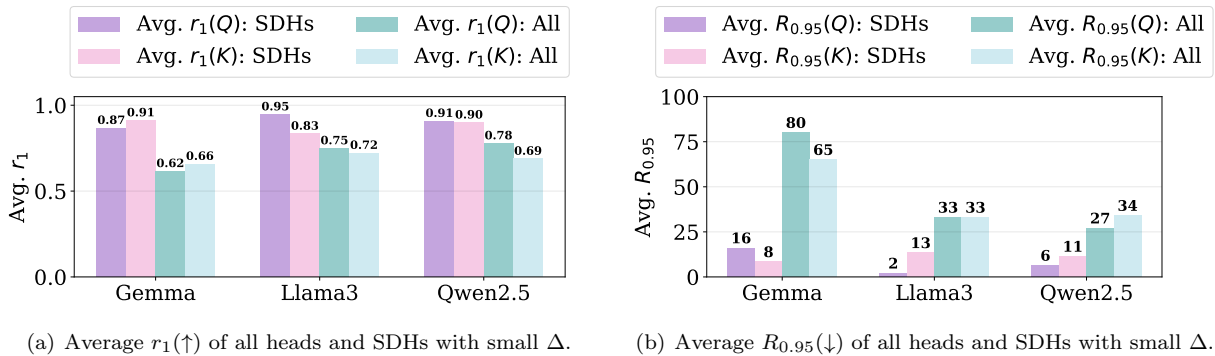 Avg. r₁(Q): SDHs Avg. r₁(Q): All
Avg. r₁(K): SDHs Avg. r₁(K): All
Avg. r₁
1.0
0.5
0.0
0.87 0.91 0.62 0.66
0.95 0.83 0.75 0.72
0.91 0.90 0.78 0.69
Gemma Llama3 Qwen2.5
(a) Average r₁(↑) of all heads and SDHs with small Δ.
Avg. R₀.₉₅(Q): SDHs Avg. R₀.₉₅(Q): All
Avg. R₀.₉₅(K): SDHs Avg. R₀.₉₅(K): All
Avg. R₀.₉₅
100
75
50
25
0
16 8 80 65
2 13 33 33
6 11 27 34
Gemma Llama3 Qwen2.5
(b) Average R₀.₉₅(↓) of all heads and SDHs with small Δ.